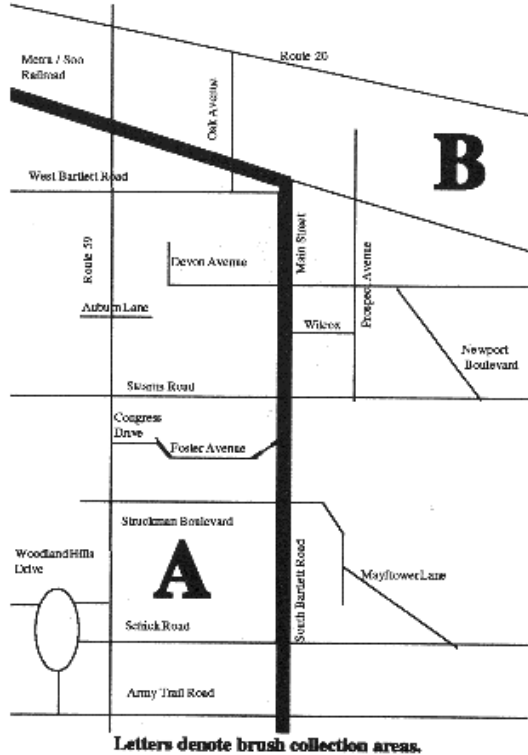 Route 20
Metra / Soo
Railroad
Oak Avenue
B
West Bartlett Road
Main Street
Route 59
Devon Avenue
Prospect Avenue
Auburn Lane
Wilcox
Newport
Boulevard
Stearns Road
Congress
Drive
Foster Avenue
Struckman Boulevard
South Bartlett Road
Woodland Hills
Drive
A
Mayflower Lane
Schick Road
Army Trail Road
Letters denote brush collection areas.